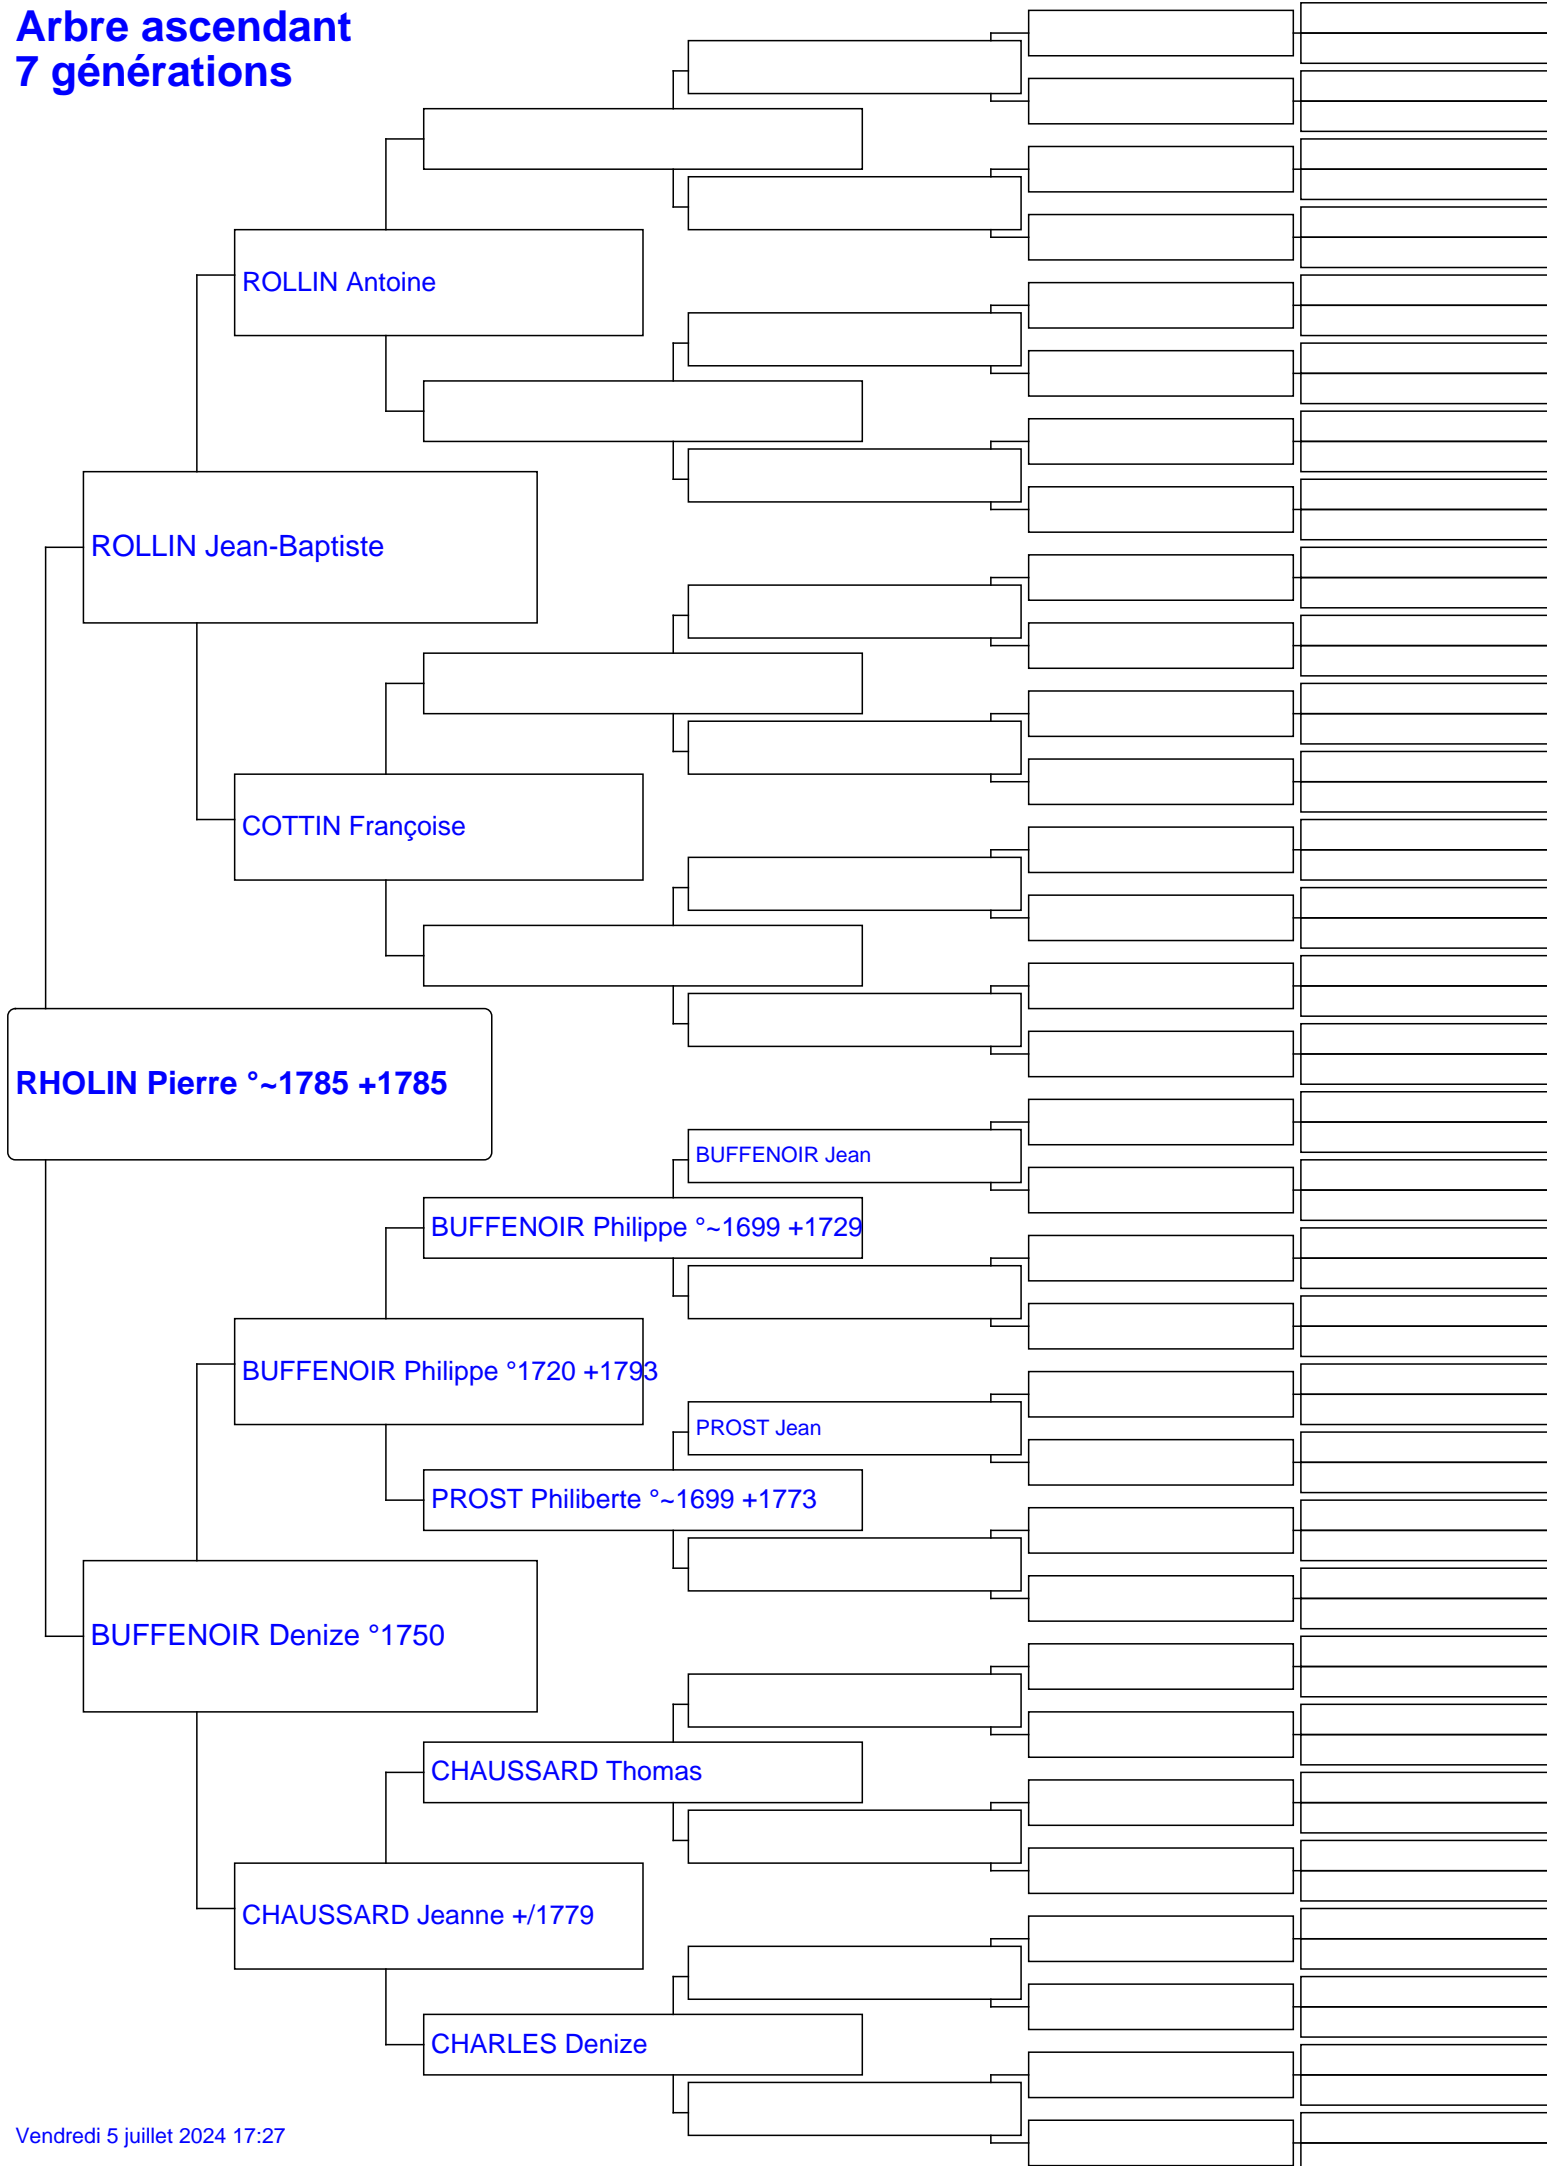 Arbre ascendant
7 générations
ROLLIN Antoine
ROLLIN Jean-Baptiste
COTTIN Françoise
RHOLIN Pierre °~1785 +1785
BUFFENOIR Jean
BUFFENOIR Philippe °~1699 +1729
BUFFENOIR Philippe °1720 +1793
PROST Jean
PROST Philiberte °~1699 +1773
BUFFENOIR Denize °1750
CHAUSSARD Thomas
CHAUSSARD Jeanne +/1779
CHARLES Denize
Vendredi 5 juillet 2024 17:27